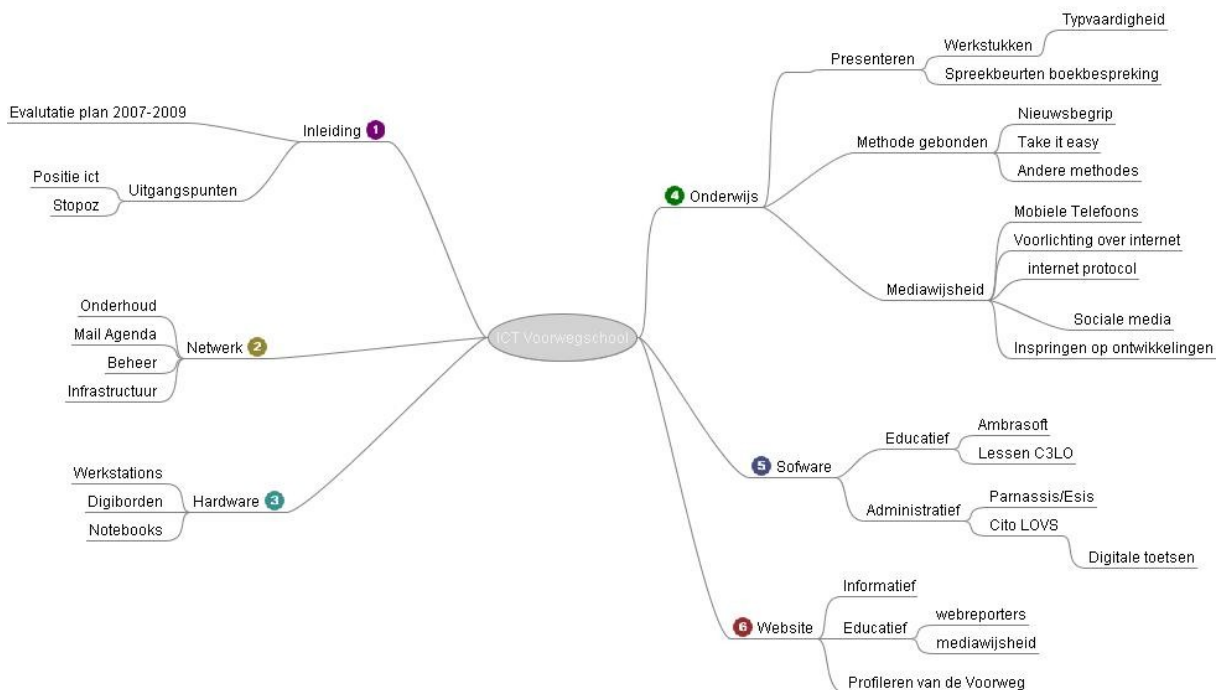 ICT Voorwegschool
1 Inleiding
Evalutatie plan 2007-2009
Uitgangspunten
Positie ict
Stopoz
2 Netwerk
Onderhoud
Mail Agenda
Beheer
Infrastructuur
3 Hardware
Werkstations
Digiborden
Notebooks
4 Onderwijs
Presenteren
Werkstukken
Typvaardigheid
Spreekbeurten boekbespreking
Methode gebonden
Nieuwsbegrip
Take it easy
Andere methodes
Mediawijsheid
Mobiele Telefoons
Voorlichting over internet
internet protocol
Sociale media
Inspringen op ontwikkelingen
5 Sofware
Educatief
Ambrasoft
Lessen C3LO
Administratief
Parnassis/Esis
Cito LOVS
Digitale toetsen
6 Website
Informatief
Educatief
webreporters
mediawijsheid
Profileren van de Voorweg